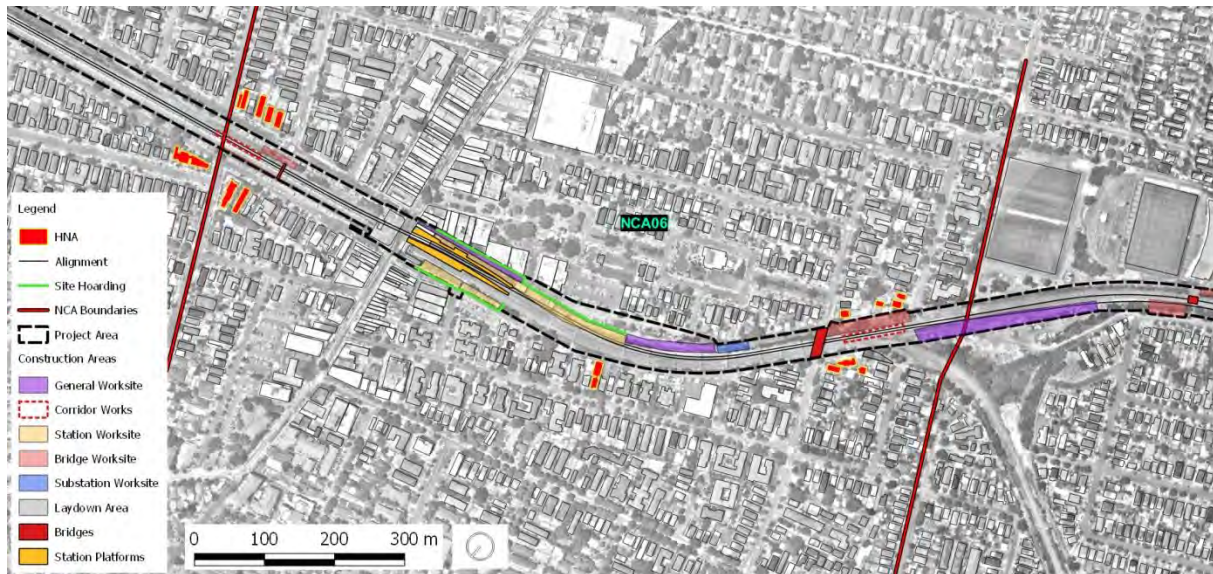 NCA06
Legend
HNA
Alignment
Site Hoarding
NCA Boundaries
Project Area
Construction Areas
General Worksite
Corridor Works
Station Worksite
Bridge Worksite
Substation Worksite
Laydown Area
Bridges
Station Platforms
0 100 200 300 m